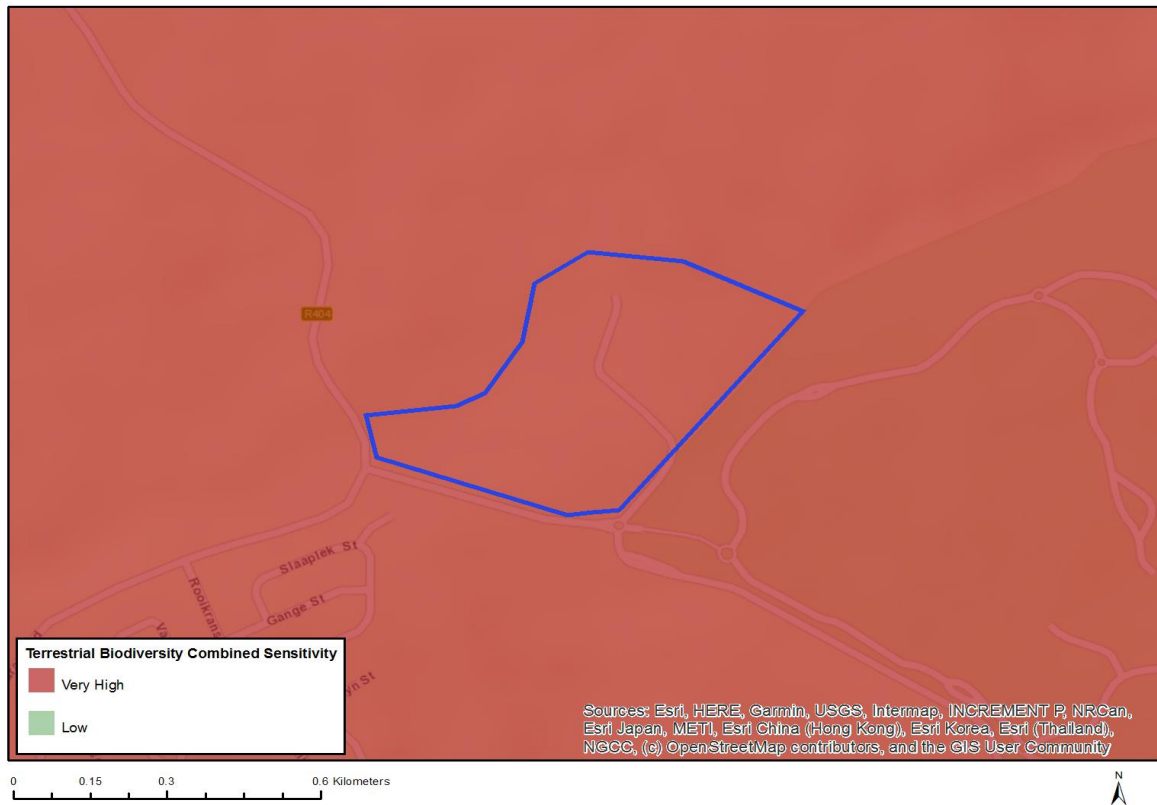 R404
Slaaplek St
Gange St
Rooikrans
yn St
Terrestrial Biodiversity Combined Sensitivity
Very High
Low
Sources: Esri, HERE, Garmin, USGS, Intermap, INCREMENT P, NRCan,
Esri Japan, METI, Esri China (Hong Kong), Esri Korea, Esri (Thailand),
NGCC, (c) OpenStreetMap contributors, and the GIS User Community
0 0.15 0.3 0.6 Kilometers
N